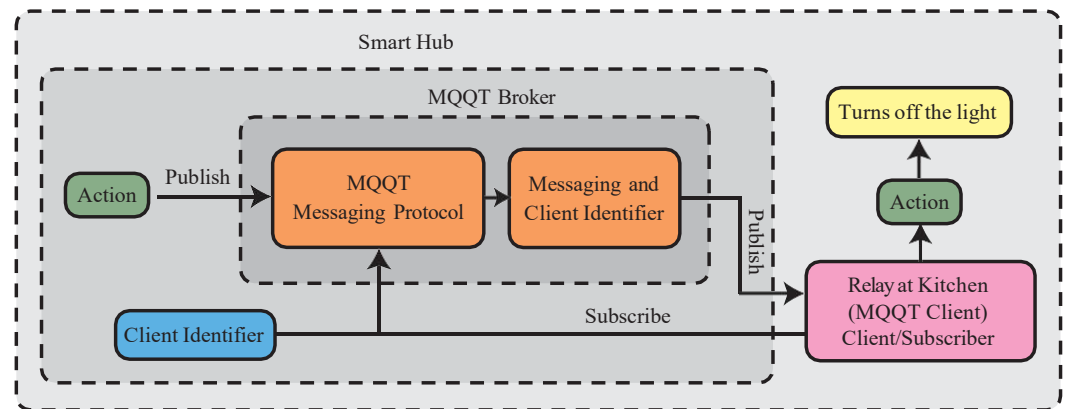 Smart Hub
MQQT Broker
Turns off the light
Publish
Action
MQQT
Messaging Protocol
Messaging and
Client Identifier
Action
Publish
Relay at Kitchen
(MQQT Client)
Client/Subscriber
Subscribe
Client Identifier